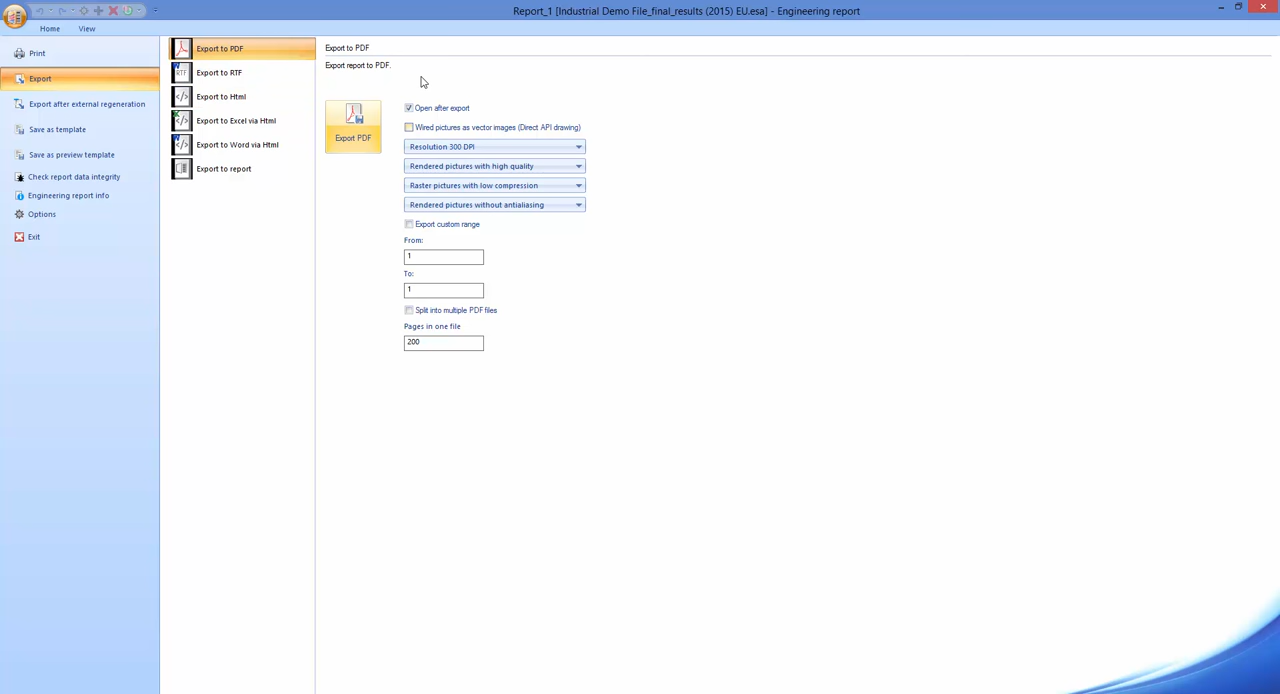 Report_1 [Industrial Demo File_final_results (2015) EU.esa] - Engineering report
Home
View
Print
Export
Export after external regeneration
Save as template
Save as preview template
Check report data integrity
Engineering report info
Options
Exit
Export to PDF
Export to RTF
Export to Html
Export to Excel via Html
Export to Word via Html
Export to report
Export to PDF
Export report to PDF.
Export PDF
Open after export
Wired pictures as vector images (Direct API drawing)
Resolution 300 DPI
Rendered pictures with high quality
Raster pictures with low compression
Rendered pictures without antialiasing
Export custom range
From:
1
To:
1
Split into multiple PDF files
Pages in one file
200